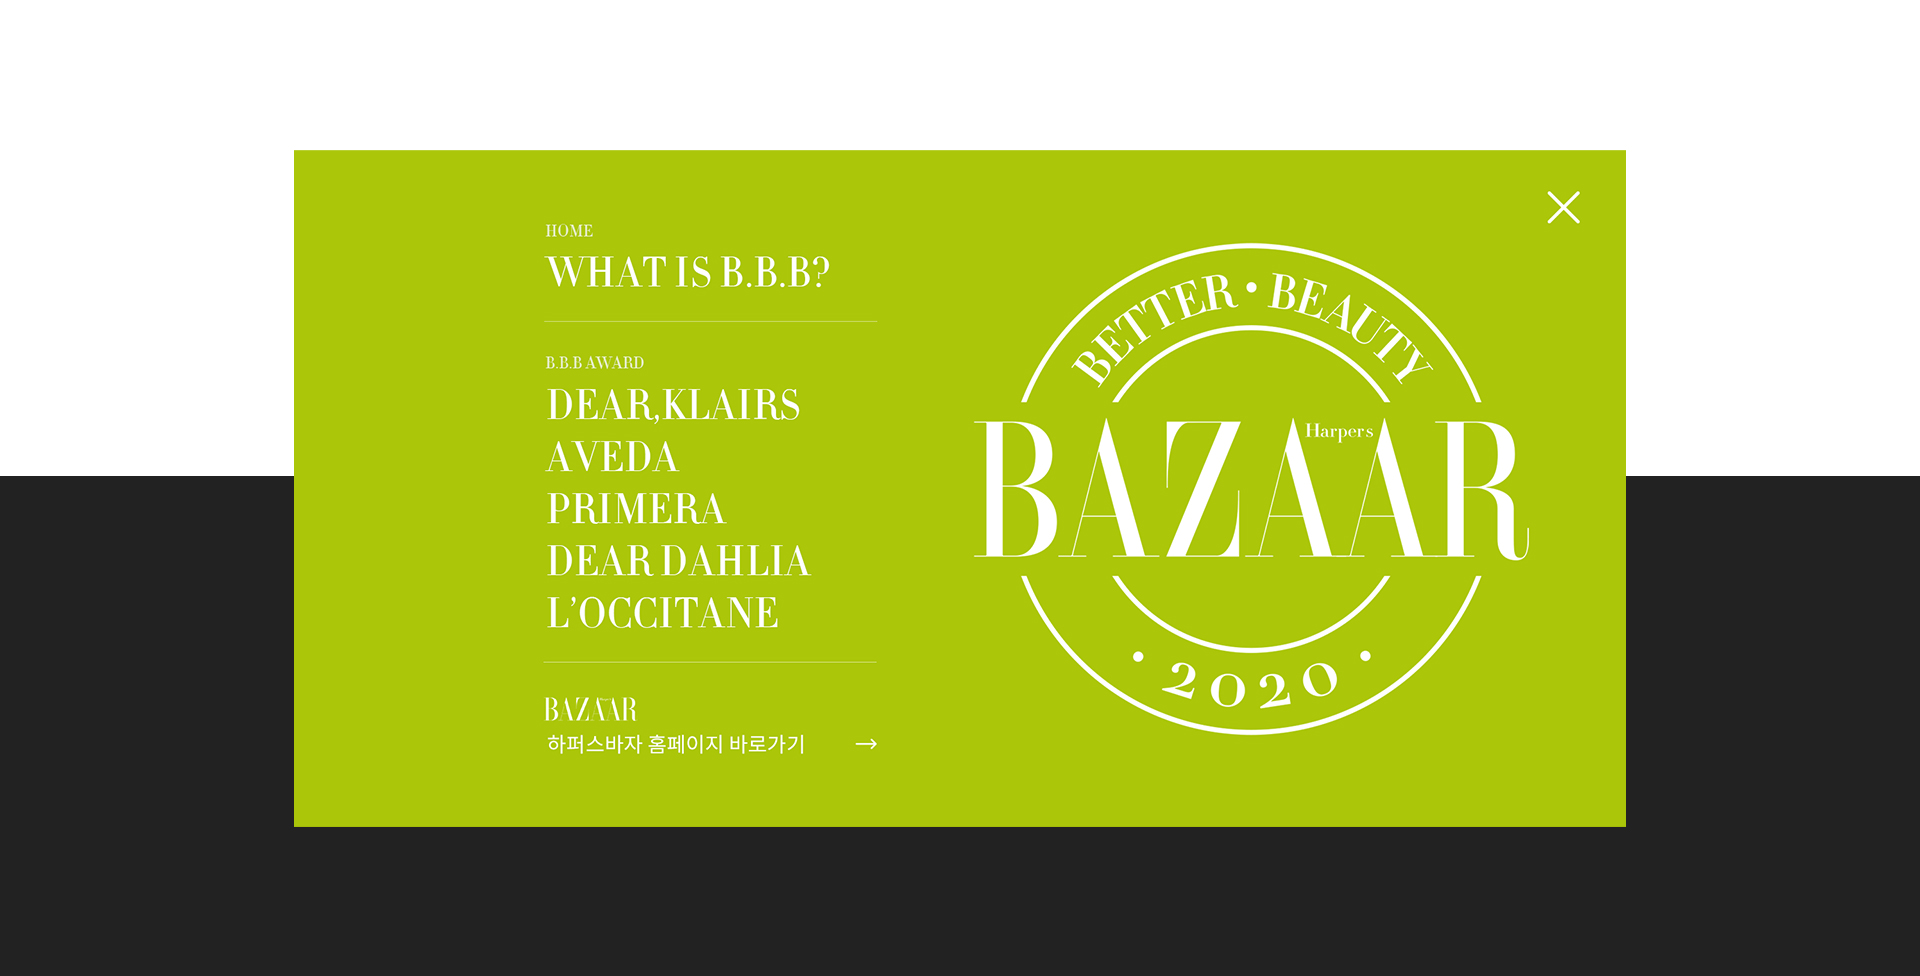 HOME
WHAT IS B.B.B?
B.B.B AWARD
DEAR,KLAIRS
AVEDA
PRIMERA
DEAR DAHLIA
L’OCCITANE
BAZAAR
하퍼스바자 홈페이지 바로가기
BETTER • BEAUTY
Harpers
BAZAAR
• 2020 •